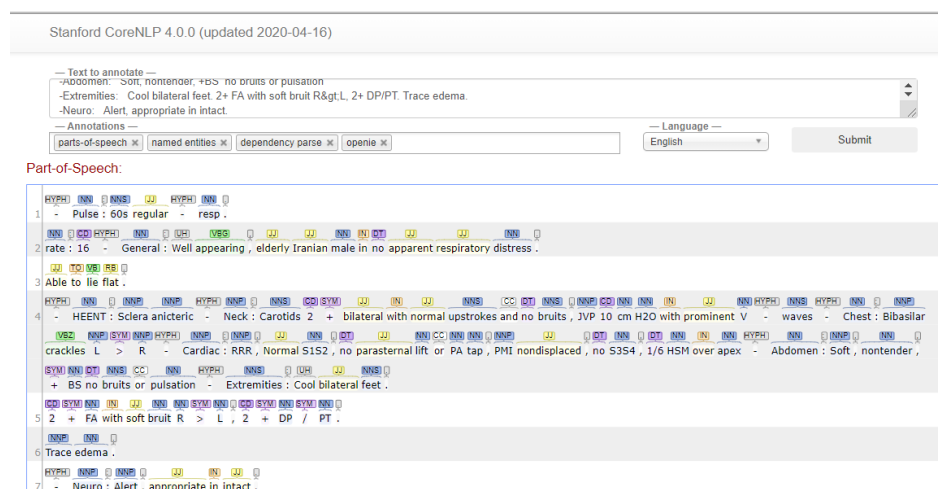 Stanford CoreNLP 4.0.0 (updated 2020-04-16)
— Text to annotate —
-Abdomen: Soft, nontender, +BS no bruits or pulsation
-Extremities: Cool bilateral feet. 2+ FA with soft bruit R&gt;L, 2+ DP/PT. Trace edema.
-Neuro: Alert, appropriate in intact.
— Annotations —
— Language —
parts-of-speech × named entities × dependency parse × openie ×
English
Submit
Part-of-Speech:
HYPH NN : NNS JJ HYPH NN .
1 - Pulse : 60s regular - resp .
NN : CD HYPH NN : UH VBG , JJ JJ NN IN DT JJ JJ NN .
2 rate : 16 - General : Well appearing , elderly Iranian male in no apparent respiratory distress .
JJ TO VB RB .
3 Able to lie flat .
HYPH NN : NNP NNP HYPH NNP : NNS CD SYM JJ IN JJ NNS CC DT NNS , NNP CD NN NN IN JJ NN HYPH NNS HYPH NN : NNP
4 - HEENT : Sclera anicteric - Neck : Carotids 2 + bilateral with normal upstrokes and no bruits , JVP 10 cm H2O with prominent V - waves - Chest : Bibasilar
VBZ NNP SYM NNP HYPH NNP : NNP , JJ NN , DT JJ NN CC NN NN , NNP JJ , DT NN , DT NN IN NN HYPH NN : NNP , NN ,
crackles L > R - Cardiac : RRR , Normal S1S2 , no parasternal lift or PA tap , PMI nondisplaced , no S3S4 , 1/6 HSM over apex - Abdomen : Soft , nontender ,
SYM NN DT NNS CC NN HYPH NNS : UH JJ NNS .
+ BS no bruits or pulsation - Extremities : Cool bilateral feet .
CD SYM NN IN JJ NN NN SYM NN , CD SYM NN SYM NN .
5 2 + FA with soft bruit R > L , 2 + DP / PT .
NNP NN .
6 Trace edema .
HYPH NNP : NNP , JJ IN JJ .
7 - Neuro : Alert , appropriate in intact .